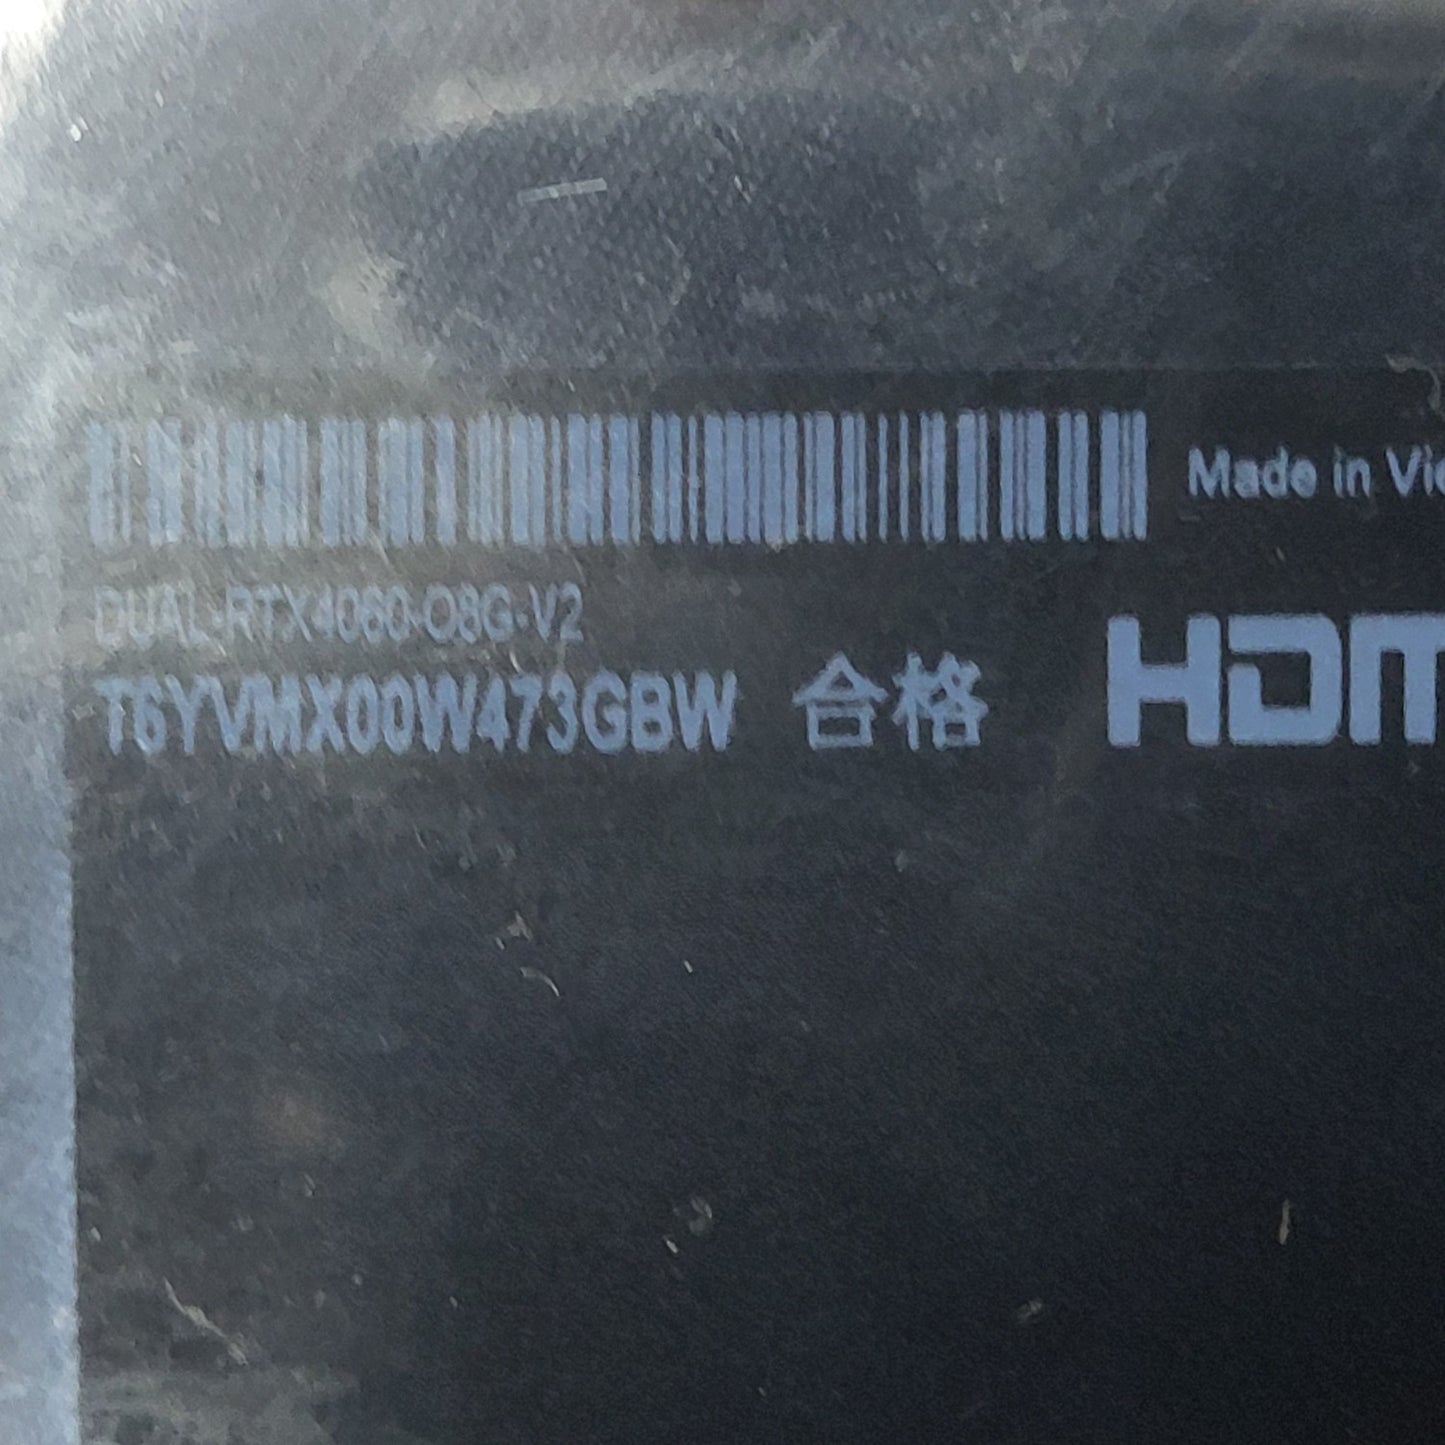 Made in Vie
DUAL-RTX4060-O8G-V2
T6YVMX00W473GBW 合格
HDM